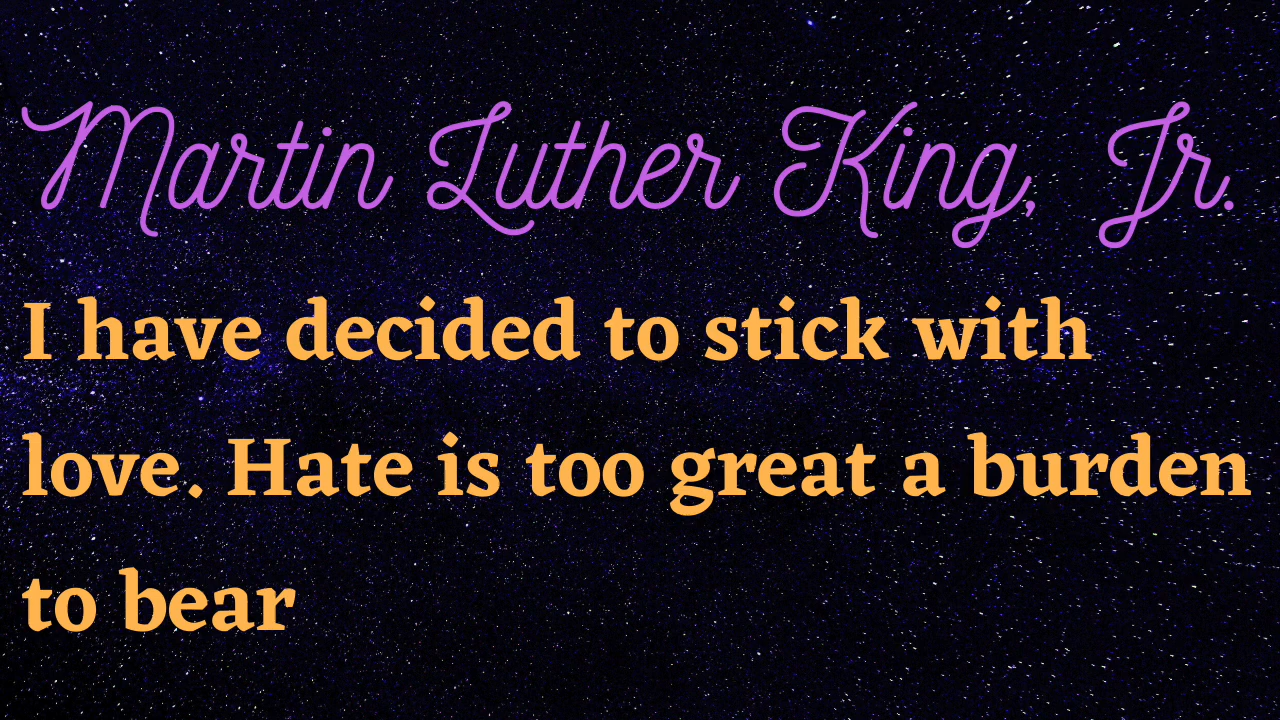 Martin Luther King, Jr.
I have decided to stick with
love. Hate is too great a burden
to bear